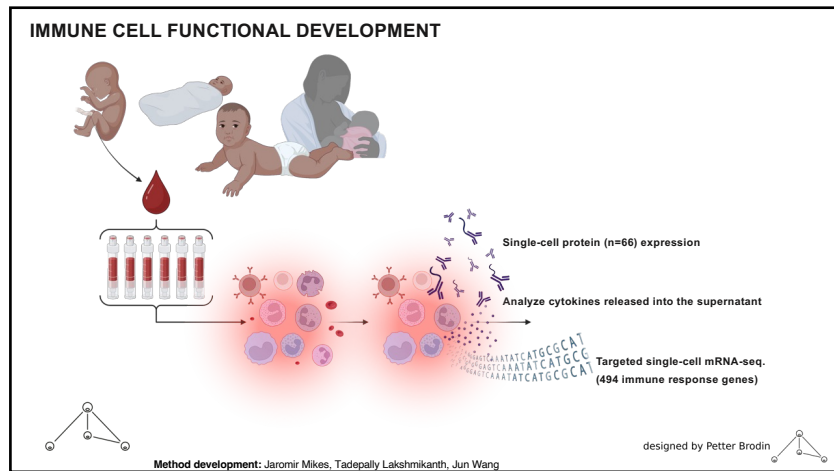 IMMUNE CELL FUNCTIONAL DEVELOPMENT
Single-cell protein (n=66) expression
Analyze cytokines released into the supernatant
Targeted single-cell mRNA-seq.
(494 immune response genes)
designed by Petter Brodin
Method development: Jaromir Mikes, Tadepally Lakshmikanth, Jun Wang